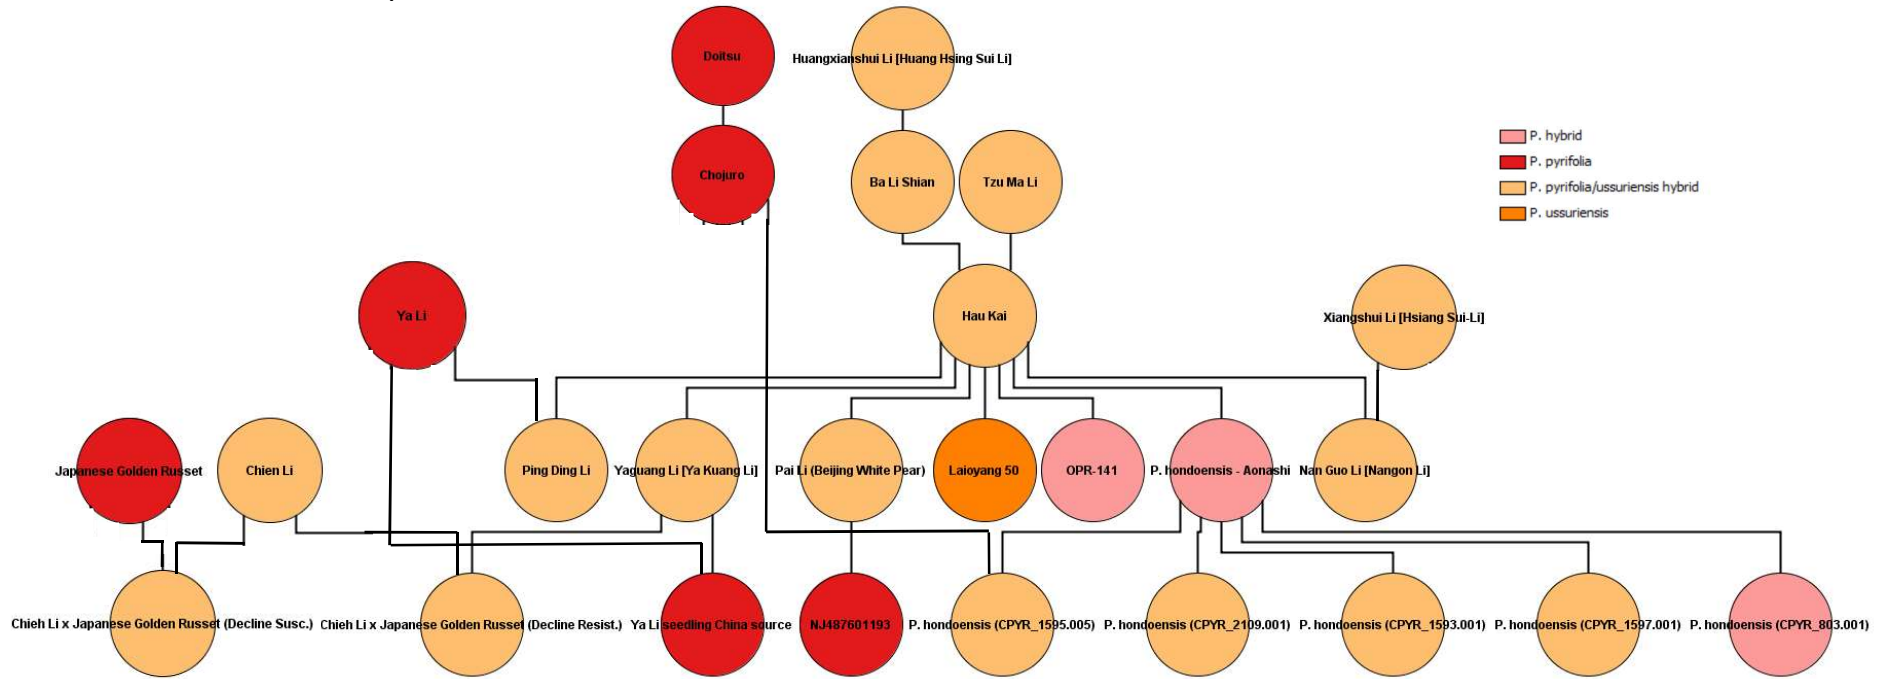 Doitsu
Huangxianshui Li [Huang Hsing Sui Li]
P. hybrid
P. pyrifolia
P. pyrifolia/ussuriensis hybrid
P. ussuriensis
Chojuro
Ba Li Shian
Tzu Ma Li
Ya Li
Hau Kai
Xiangshui Li [Hsiang Sui-Li]
Japanese Golden Russet
Chien Li
Ping Ding Li
Yaguang Li [Ya Kuang Li]
Pai Li (Beijing White Pear)
Laioyang 50
OPR-141
P. hondoensis - Aonashi
Nan Guo Li [Nangon Li]
Chieh Li x Japanese Golden Russet (Decline Susc.)
Chieh Li x Japanese Golden Russet (Decline Resist.)
Ya Li seedling China source
NJ487601193
P. hondoensis (CPYR_1595.005)
P. hondoensis (CPYR_2109.001)
P. hondoensis (CPYR_1593.001)
P. hondoensis (CPYR_1597.001)
P. hondoensis (CPYR_803.001)